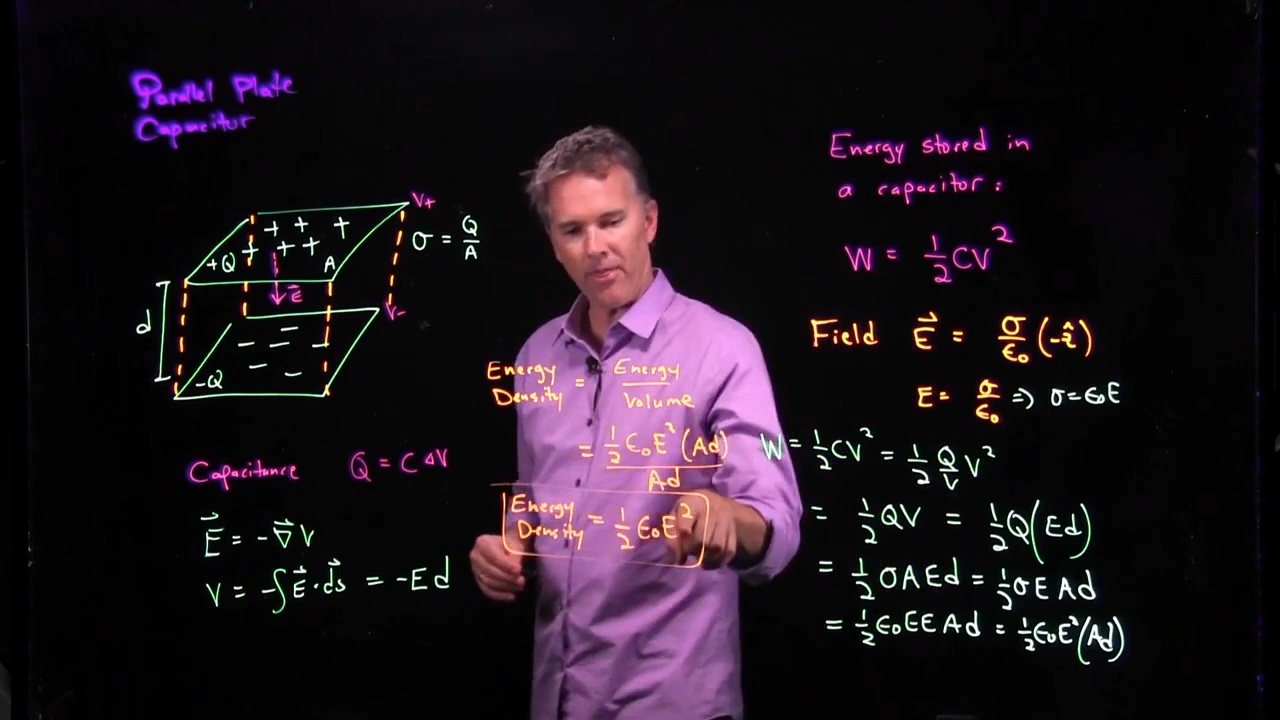 Parallel Plate
Capacitor
V+
+ + + + + +
+Q
A
σ = Q/A
E⃗
d
V-
− − − − − − −
-Q
Capacitance Q = C ΔV
E⃗ = -∇⃗V
V = -∫E⃗·ds⃗ = -Ed
Energy Density = Energy/Volume
= ½ϵ₀E²(Ad)/Ad
Energy Density = ½ϵ₀E²
Energy stored in
a capacitor:
W = ½CV²
Field E⃗ = σ/ϵ₀ (-ẑ)
E = σ/ϵ₀ ⇒ σ=ϵ₀E
W = ½CV² = ½ Q/V V²
= ½QV = ½Q(Ed)
= ½σAEd = ½σEAd
= ½ϵ₀EEAd = ½ϵ₀E²(Ad)